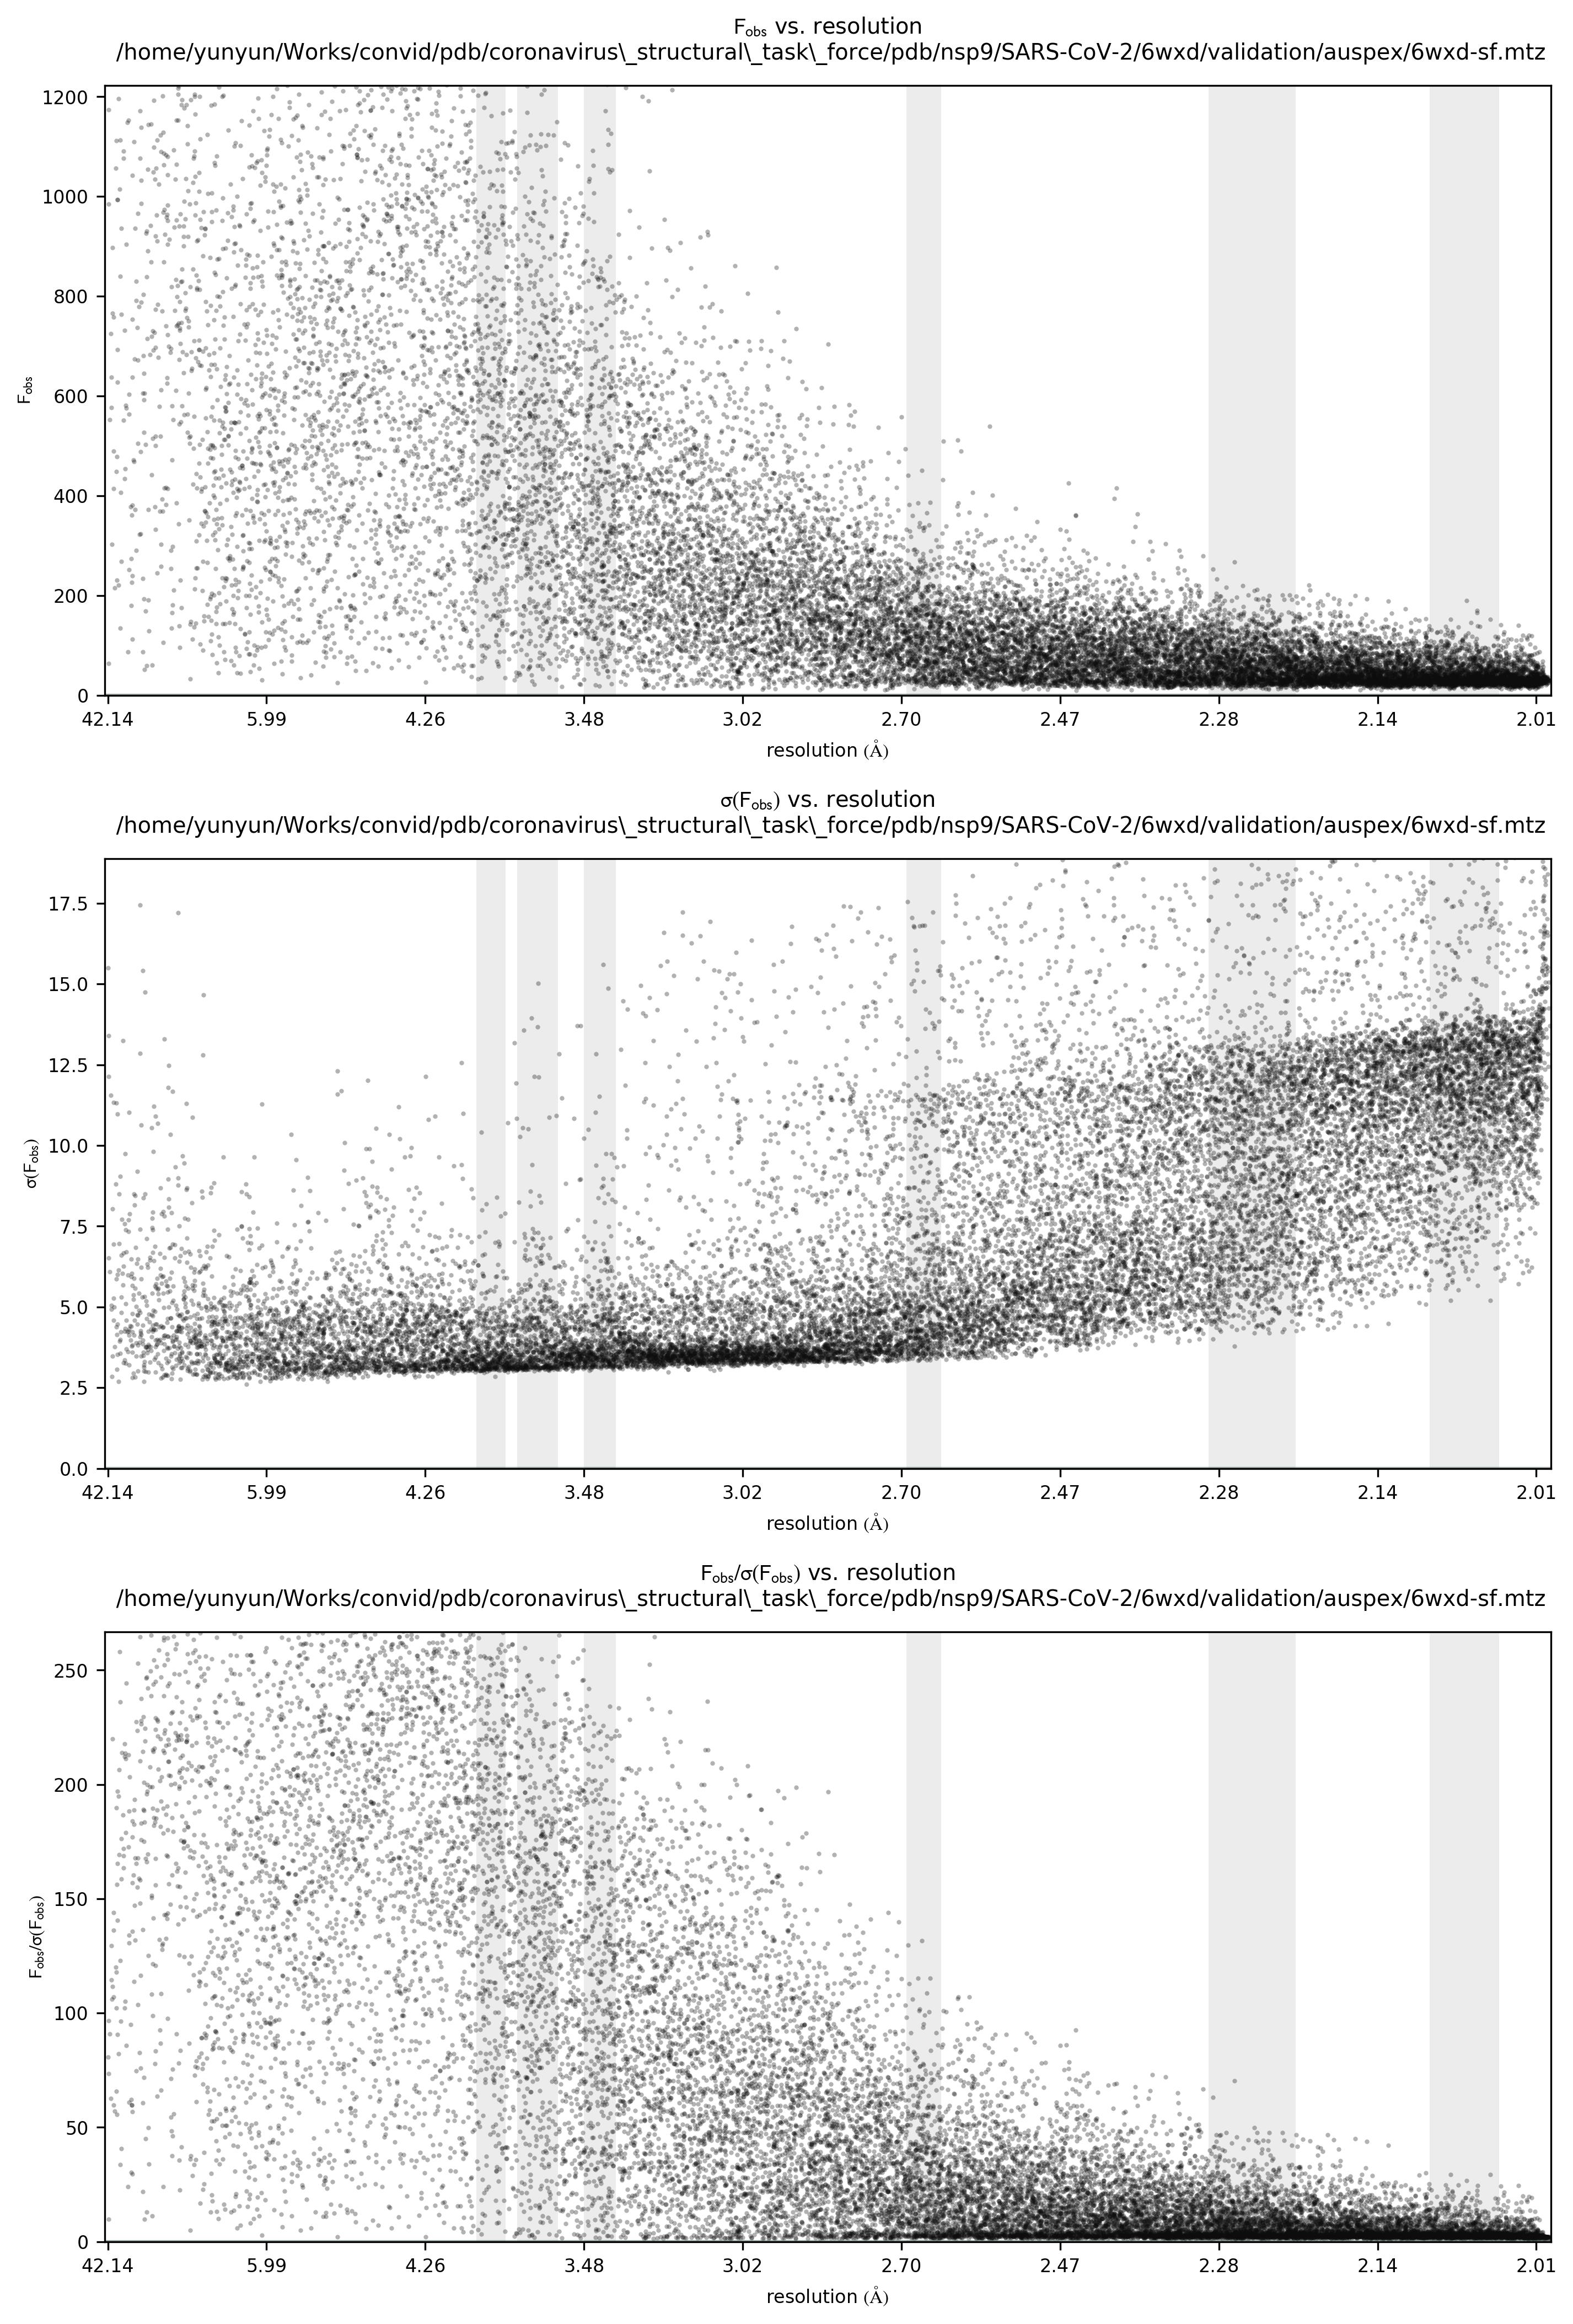 Fobs vs. resolution
/home/yunyun/Works/convid/pdb/coronavirus\_structural\_task\_force/pdb/nsp9/SARS-CoV-2/6wxd/validation/auspex/6wxd-sf.mtz
1200
1000
800
600
400
200
0
Fobs
42.14 5.99 4.26 3.48 3.02 2.70 2.47 2.28 2.14 2.01
resolution (Å)
σ(Fobs) vs. resolution
/home/yunyun/Works/convid/pdb/coronavirus\_structural\_task\_force/pdb/nsp9/SARS-CoV-2/6wxd/validation/auspex/6wxd-sf.mtz
17.5
15.0
12.5
10.0
7.5
5.0
2.5
0.0
σ(Fobs)
42.14 5.99 4.26 3.48 3.02 2.70 2.47 2.28 2.14 2.01
resolution (Å)
Fobs/σ(Fobs) vs. resolution
/home/yunyun/Works/convid/pdb/coronavirus\_structural\_task\_force/pdb/nsp9/SARS-CoV-2/6wxd/validation/auspex/6wxd-sf.mtz
250
200
150
100
50
0
Fobs/σ(Fobs)
42.14 5.99 4.26 3.48 3.02 2.70 2.47 2.28 2.14 2.01
resolution (Å)